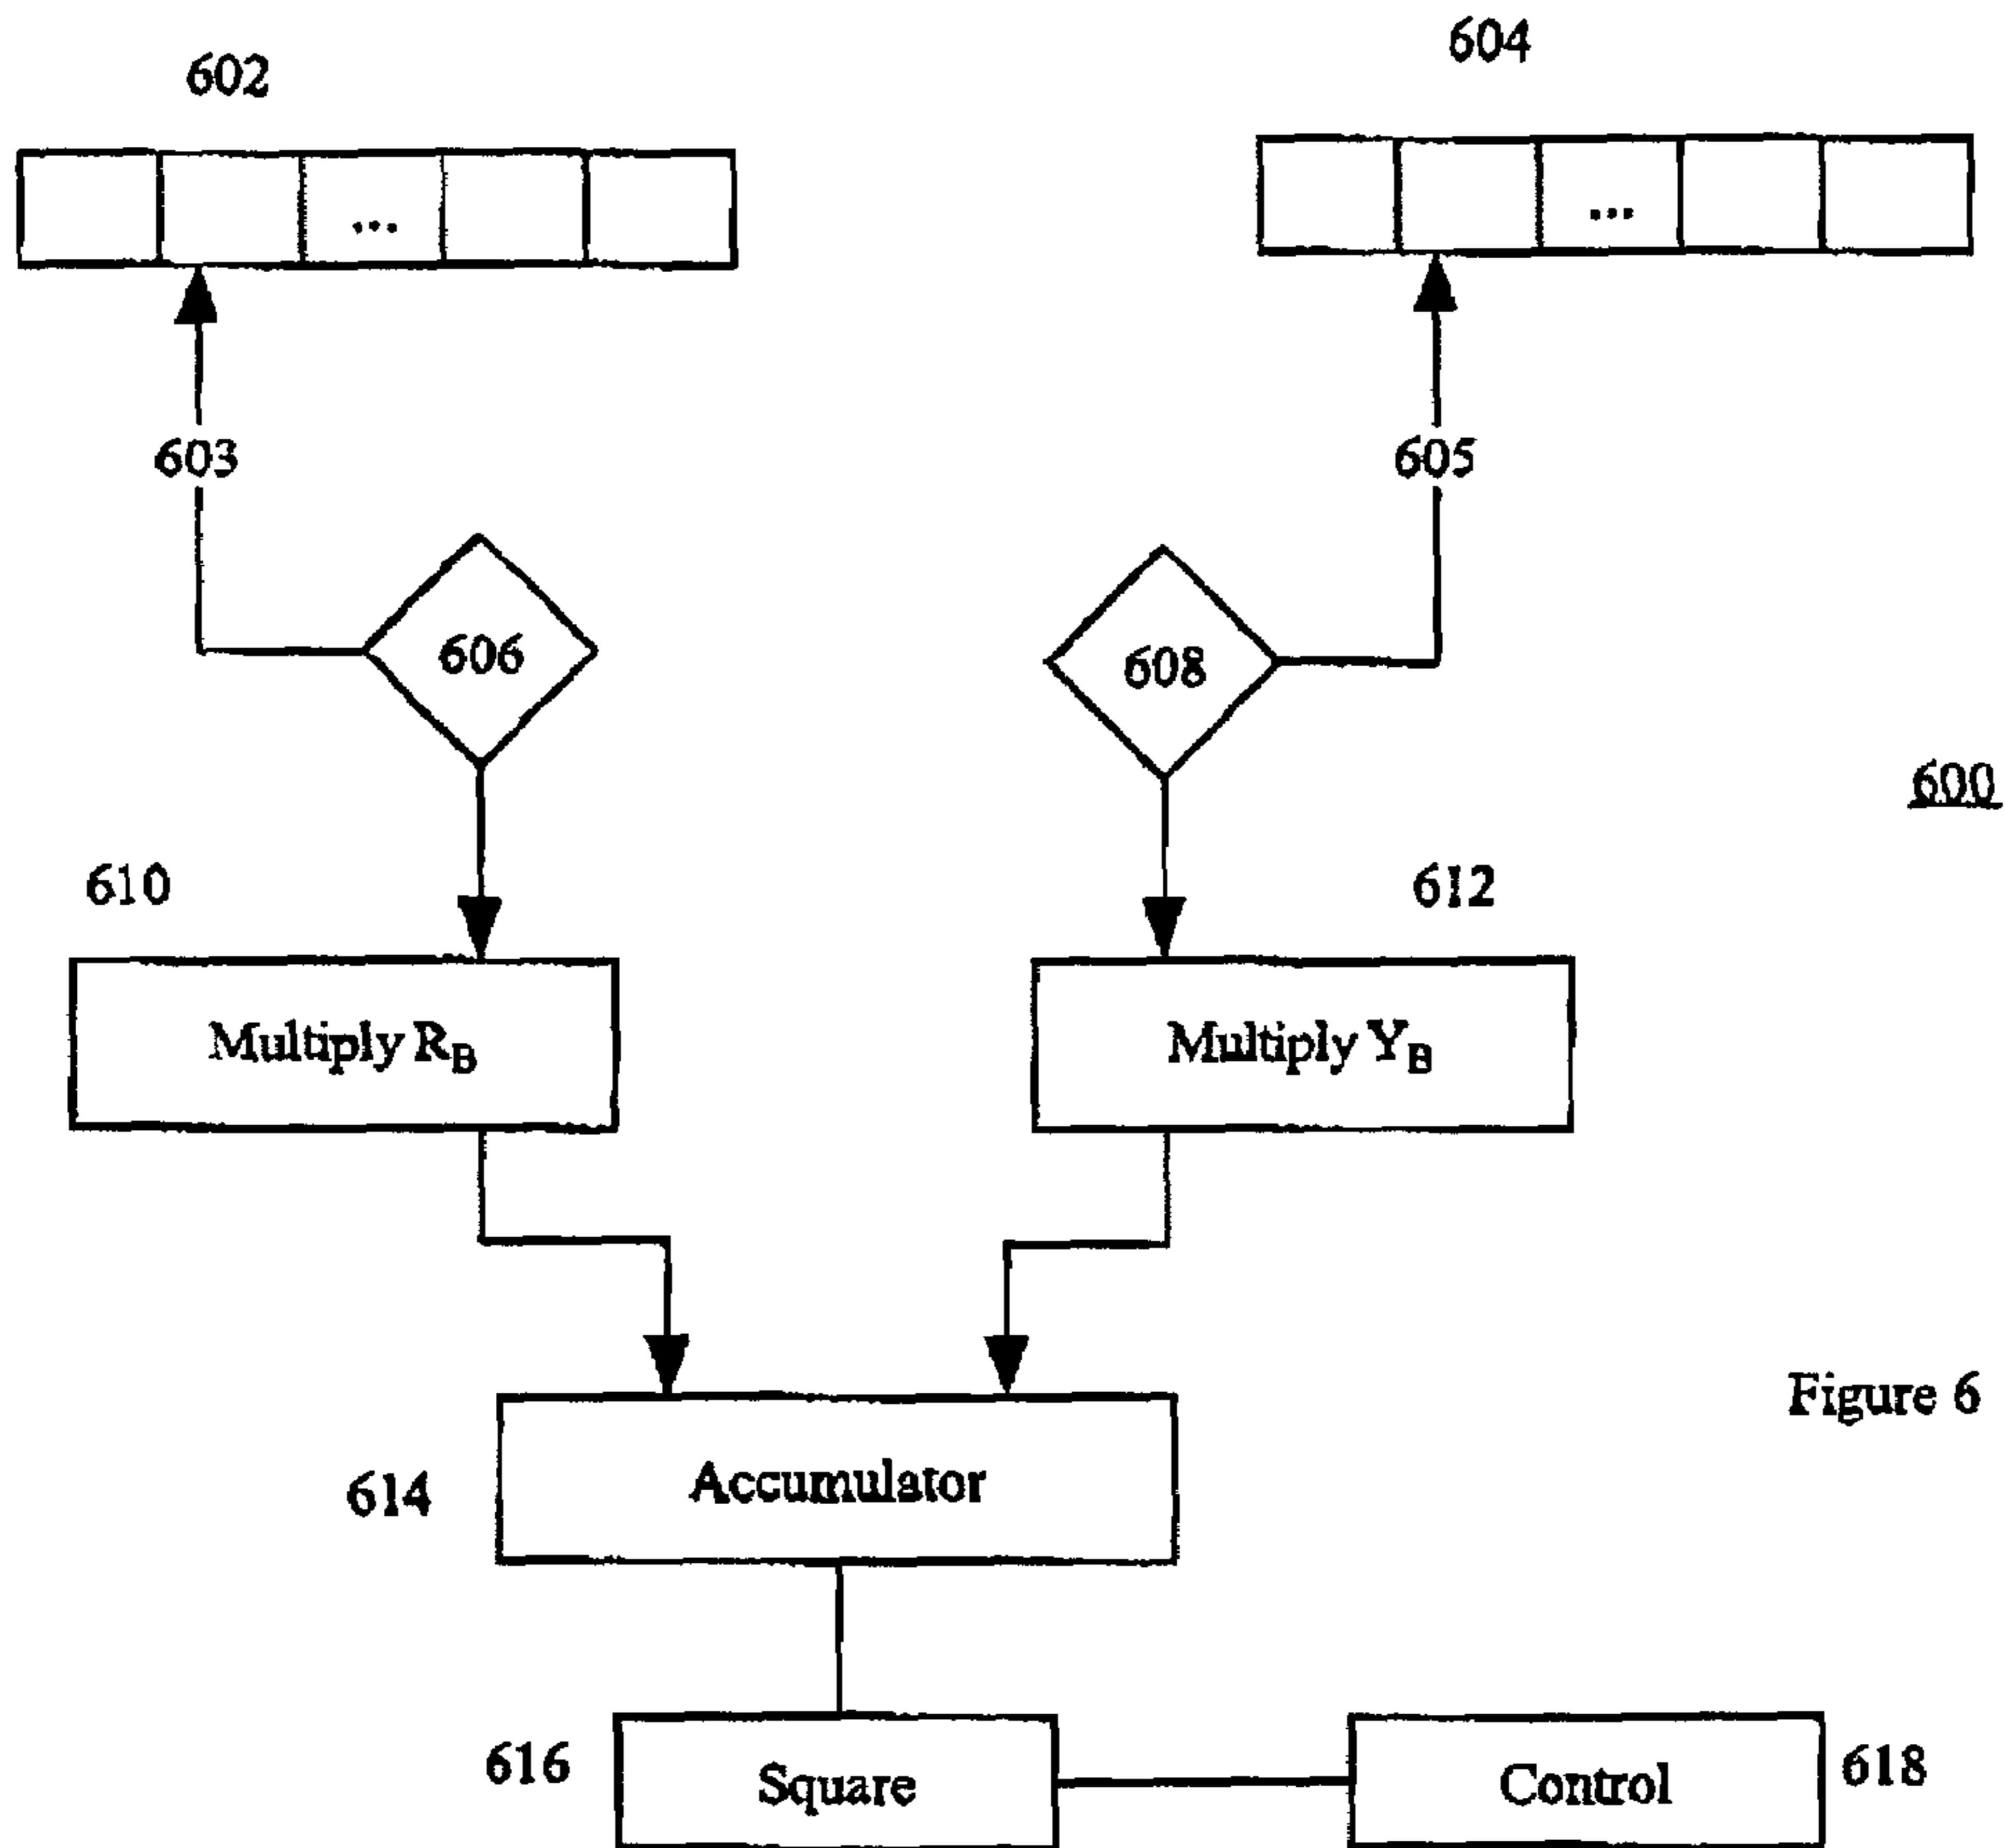 604
602
...
...
603
605
606
608
600
610
612
Multiply R_B
Multiply Y_B
Figure 6
Accumulator
614
616
Square
Control
618